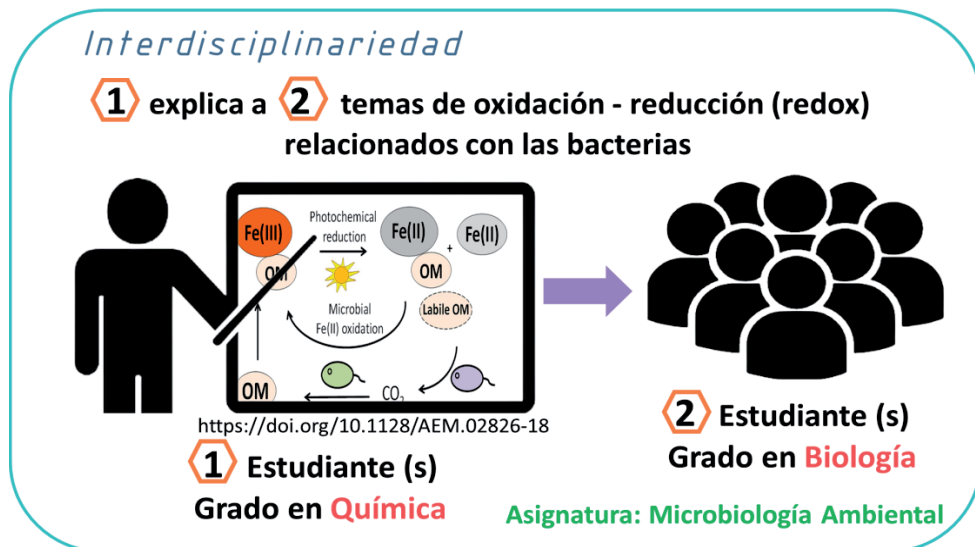 Interdisciplinariedad
1 explica a 2 temas de oxidación - reducción (redox)
relacionados con las bacterias
Fe(III)
OM
Photochemical
reduction
Fe(II)
+
Fe(II)
OM
Labile OM
Microbial
Fe(II) oxidation
OM
CO2
https://doi.org/10.1128/AEM.02826-18
1 Estudiante (s)
Grado en Química
2 Estudiante (s)
Grado en Biología
Asignatura: Microbiología Ambiental